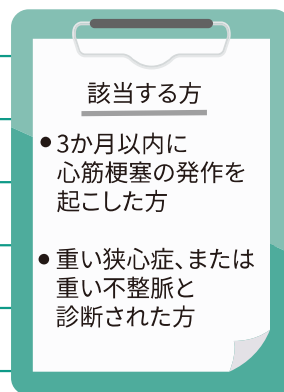 該当する方
●3か月以内に
心筋梗塞の発作を
起こした方
●重い狭心症、または
重い不整脈と
診断された方